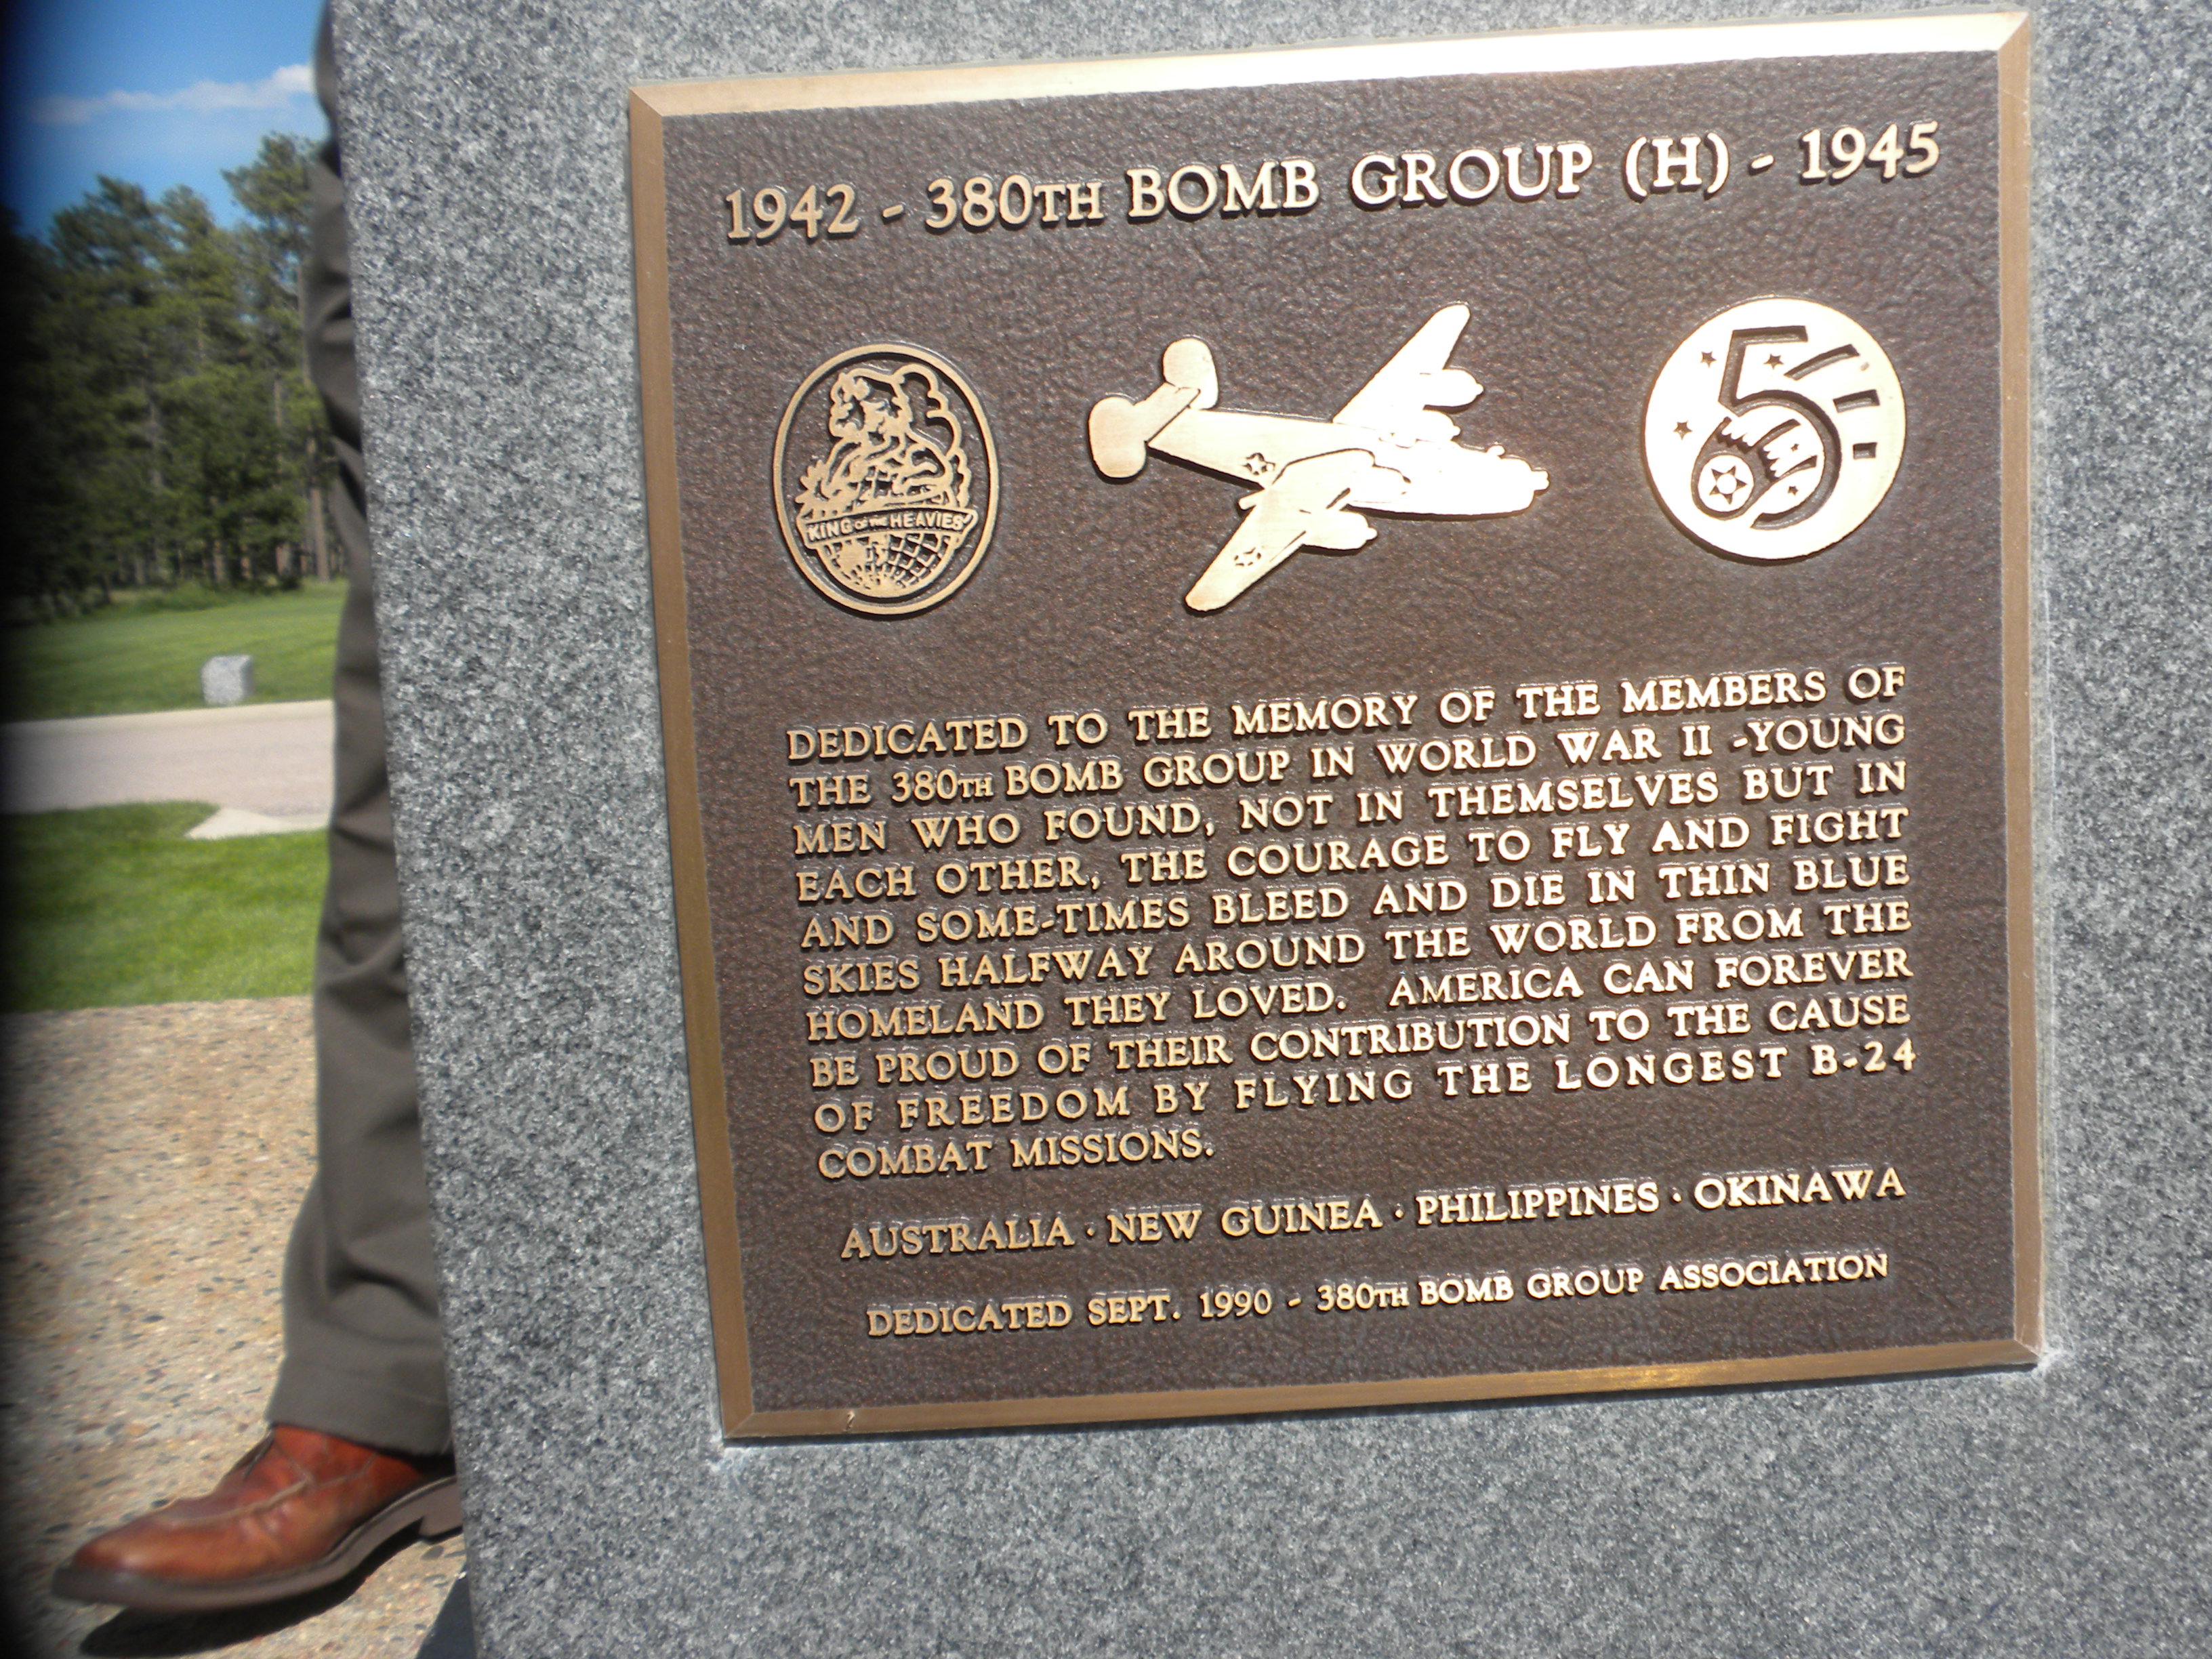 1942 - 380TH BOMB GROUP (H) - 1945
KING OF THE HEAVIES
5
DEDICATED TO THE MEMORY OF THE MEMBERS OF
THE 380TH BOMB GROUP IN WORLD WAR II -YOUNG
MEN WHO FOUND, NOT IN THEMSELVES BUT IN
EACH OTHER, THE COURAGE TO FLY AND FIGHT
AND SOME-TIMES BLEED AND DIE IN THIN BLUE
SKIES HALFWAY AROUND THE WORLD FROM THE
HOMELAND THEY LOVED. AMERICA CAN FOREVER
BE PROUD OF THEIR CONTRIBUTION TO THE CAUSE
OF FREEDOM BY FLYING THE LONGEST B-24
COMBAT MISSIONS.
AUSTRALIA · NEW GUINEA · PHILIPPINES · OKINAWA
DEDICATED SEPT. 1990 - 380TH BOMB GROUP ASSOCIATION